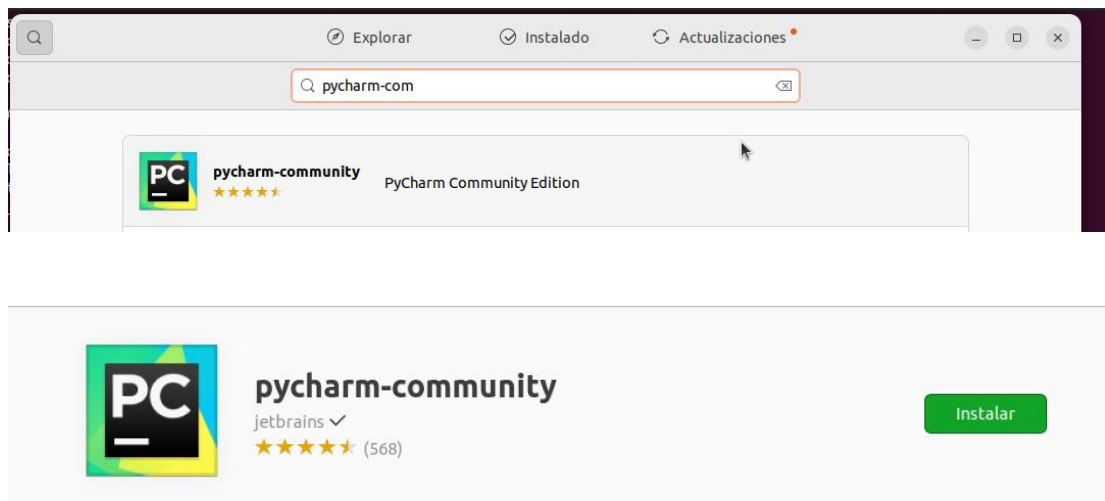 Explorar Instalado Actualizaciones
pycharm-com
PC
pycharm-community
PyCharm Community Edition
PC
pycharm-community
jetbrains
(568)
Instalar